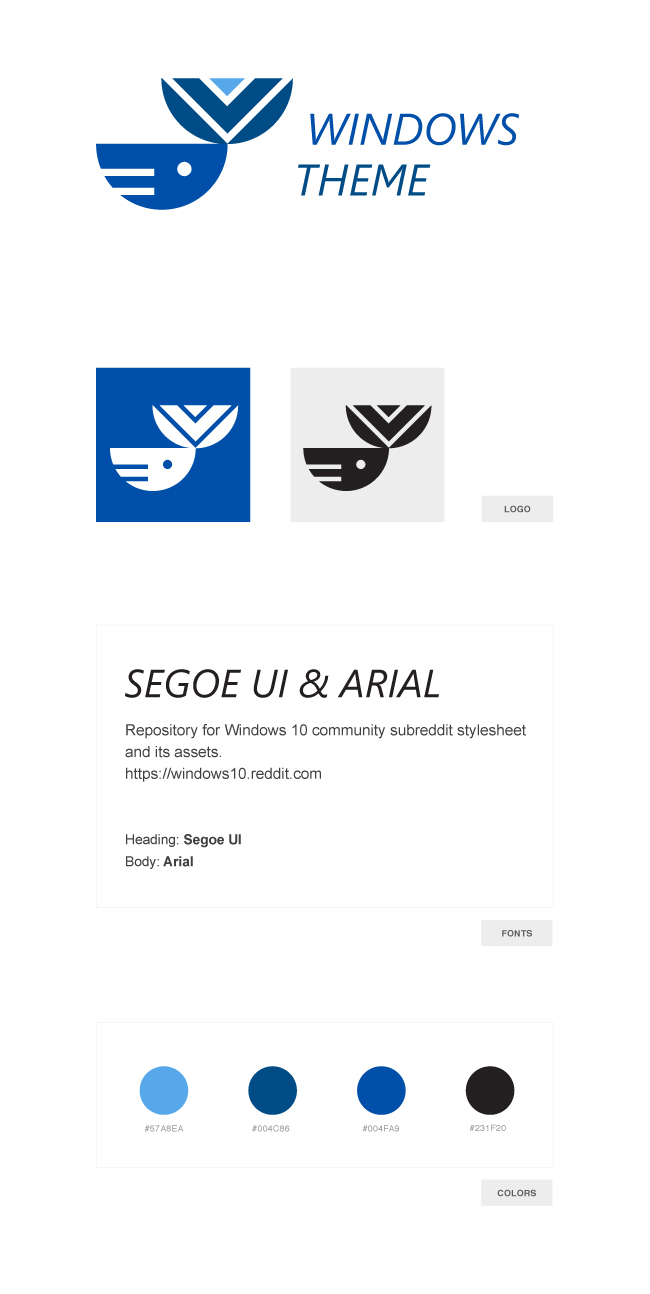 WINDOWS
THEME
LOGO
SEGOE UI & ARIAL
Repository for Windows 10 community subreddit stylesheet
and its assets.
https://windows10.reddit.com
Heading: Segoe UI
Body: Arial
FONTS
#57A8EA #004C86 #004FA9 #231F20
COLORS